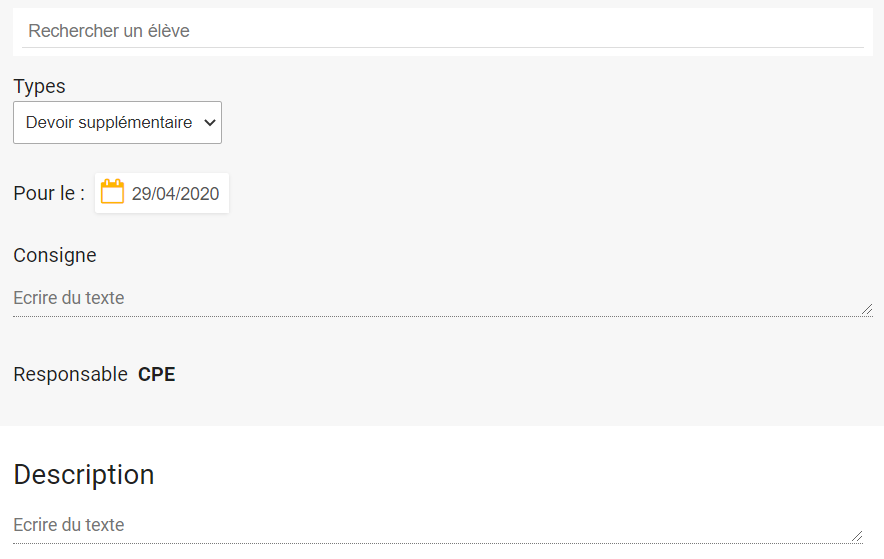 Rechercher un élève
Types
Devoir supplémentaire
Pour le : 29/04/2020
Consigne
Ecrire du texte
Responsable CPE
Description
Ecrire du texte